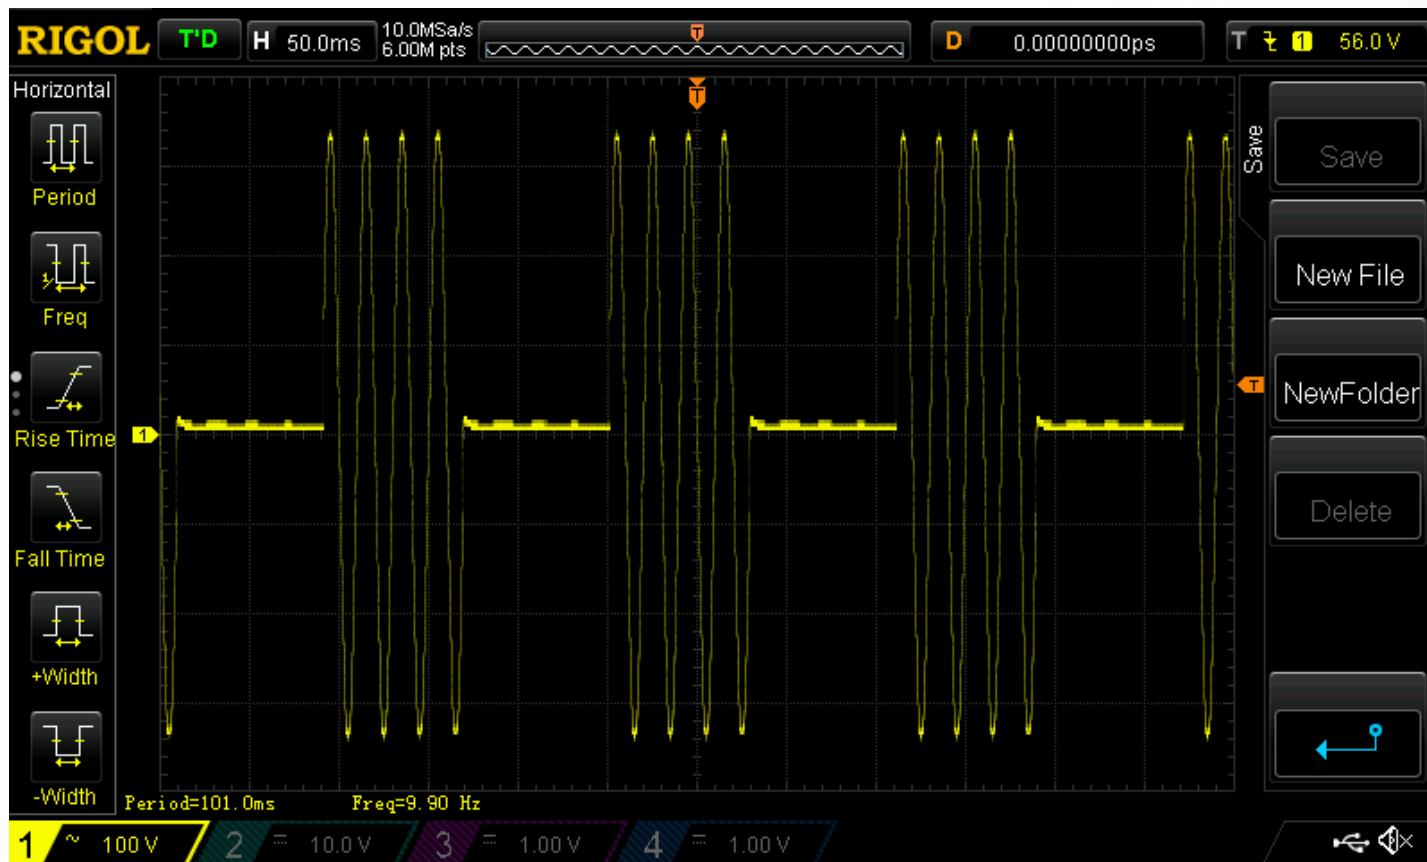 RIGOL T'D H 50.0ms 10.0MSa/s 6.00M pts T D 0.00000000ps T 1 56.0 V
Horizontal
Period
Freq
Rise Time
Fall Time
+Width
-Width
T
1
T
Period=101.0ms Freq=9.90 Hz
Save
Save
New File
NewFolder
Delete
1 ~ 100 V 2 = 10.0 V 3 = 1.00 V 4 = 1.00 V